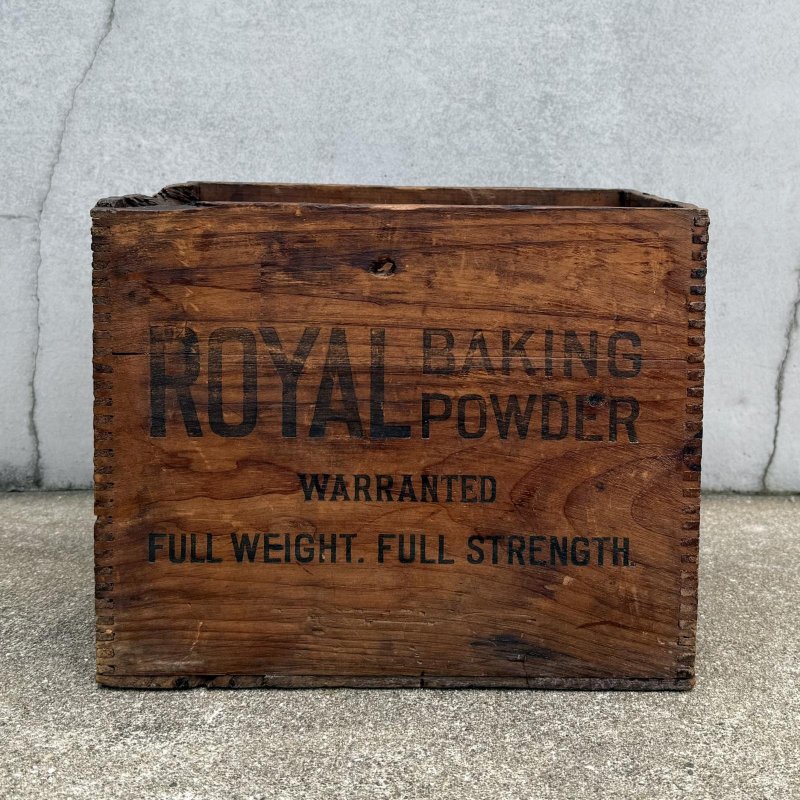 ROYAL BAKING POWDER
WARRANTED
FULL WEIGHT. FULL STRENGTH.